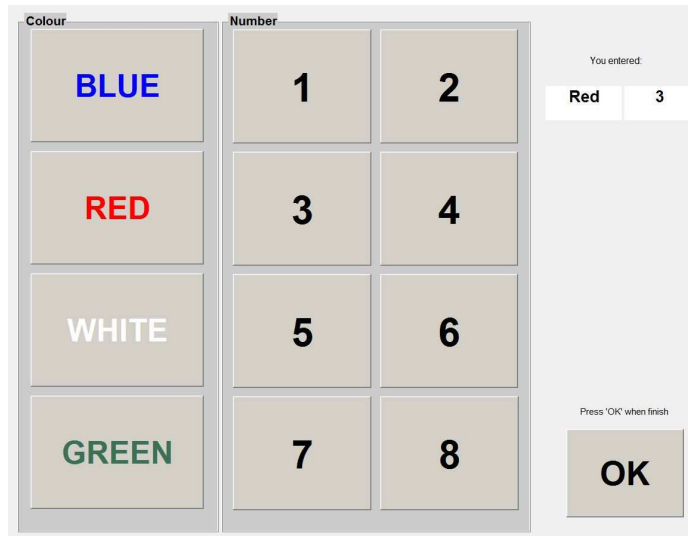 Colour
BLUE
RED
WHITE
GREEN
Number
1 2
3 4
5 6
7 8
You entered:
Red 3
Press 'OK' when finish
OK